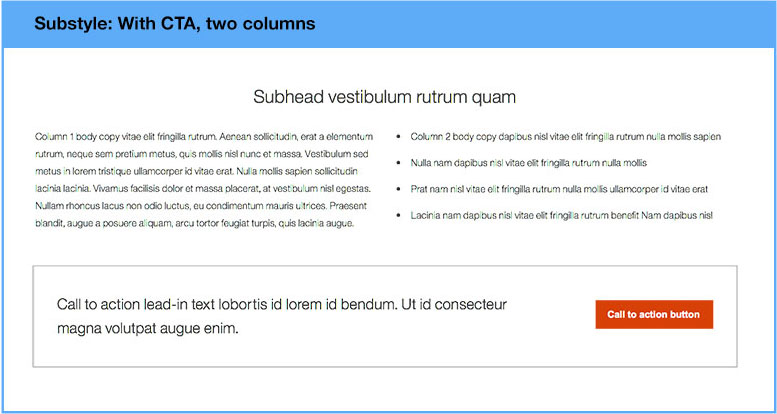 Substyle: With CTA, two columns
Subhead vestibulum rutrum quam
Column 1 body copy vitae elit fringilla rutrum. Aenean sollicitudin, erat a elementum
rutrum, neque sem pretium metus, quis mollis nisl nunc et massa. Vestibulum sed
metus in lorem tristique ullamcorper id vitae erat. Nulla mollis sapien sollicitudin
lacinia lacinia. Vivamus facilisis dolor et massa placerat, at vestibulum nisl egestas.
Nullam rhoncus lacus non odio luctus, eu condimentum mauris ultrices. Praesent
blandit, augue a posuere aliquam, arcu tortor feugiat turpis, quis lacinia augue.
• Column 2 body copy dapibus nisl vitae elit fringilla rutrum nulla mollis sapien
• Nulla nam dapibus nisl vitae elit fringilla rutrum nulla mollis
• Prat nam nisl vitae elit fringilla rutrum nulla mollis ullamcorper id vitae erat
• Lacinia nam dapibus nisl vitae elit fringilla rutrum benefit Nam dapibus nisl
Call to action lead-in text lobortis id lorem id bendum. Ut id consecteur
magna volutpat augue enim.
Call to action button